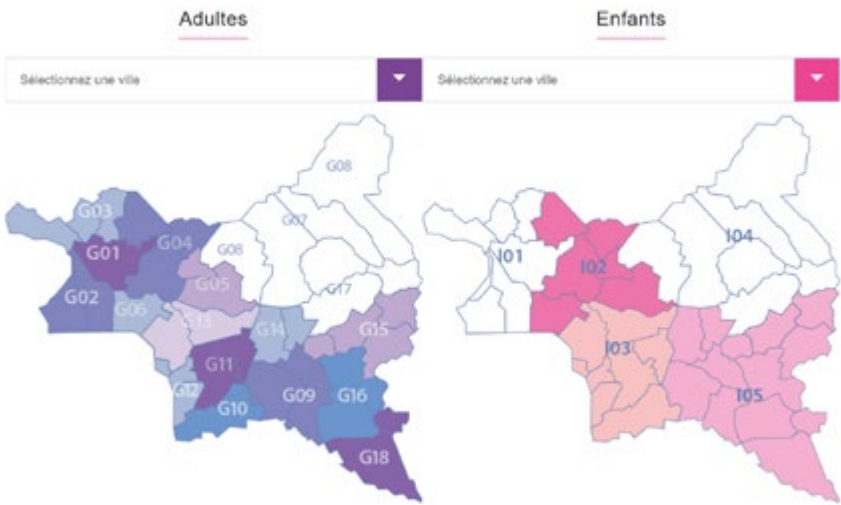 Adultes
Enfants
Sélectionnez une ville
Sélectionnez une ville
G08
G03
G07
G01
G04
G08
G02
G05
G17
G06
G13
G14
G15
G11
G12
G10
G09
G16
G18
I04
I01
I02
I03
I05